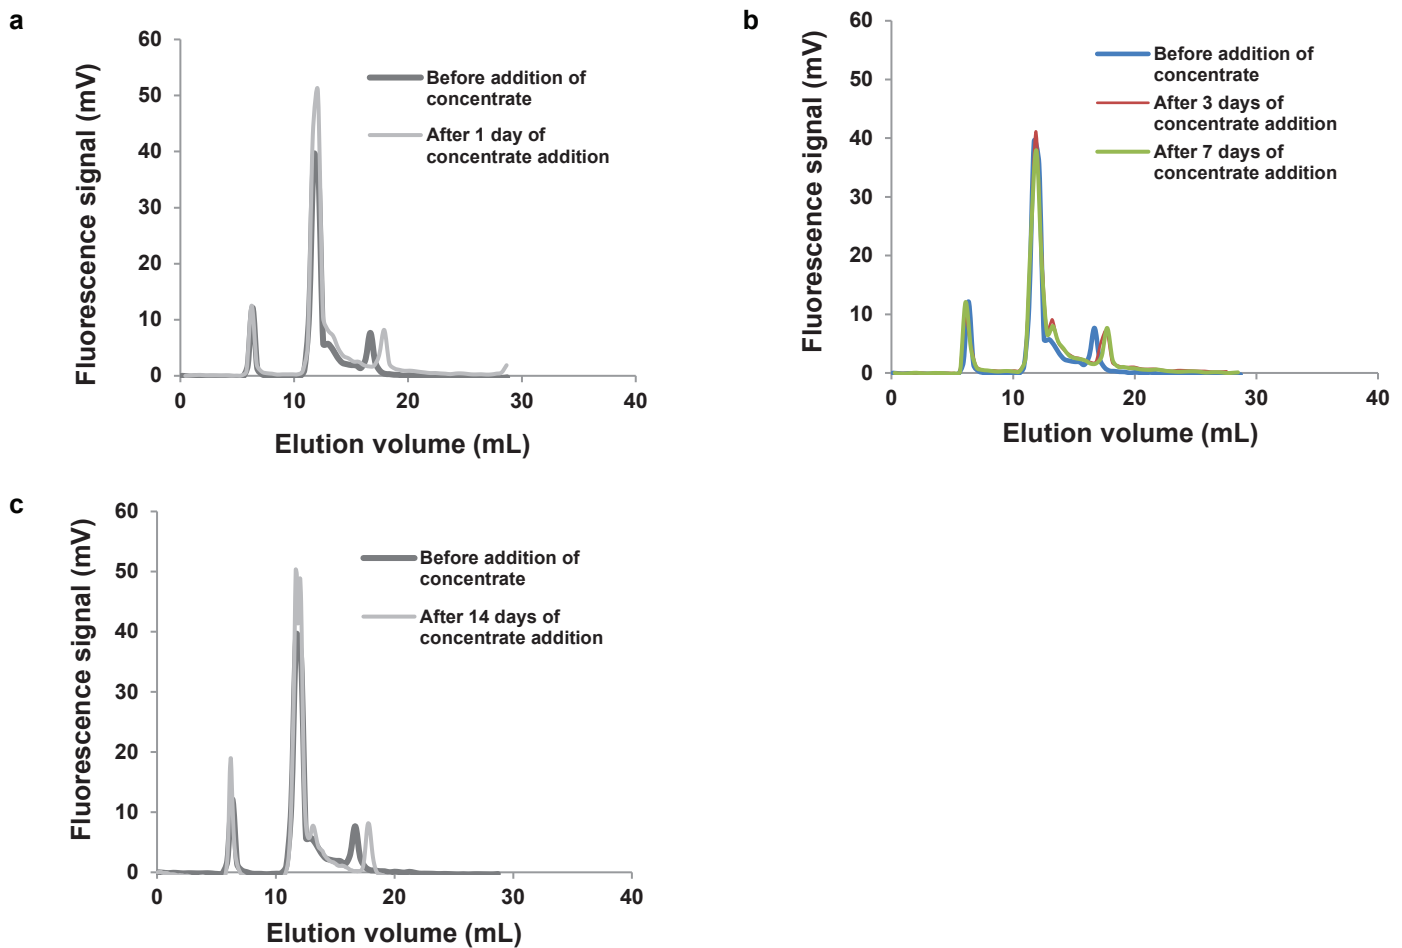 a
60
50
40
30
20
10
0
Fluorescence signal (mV)
Before addition of
concentrate
After 1 day of
concentrate addition
0 10 20 30 40
Elution volume (mL)
b
60
50
40
30
20
10
0
Fluorescence signal (mV)
Before addition of
concentrate
After 3 days of
concentrate addition
After 7 days of
concentrate addition
0 10 20 30 40
Elution volume (mL)
c
60
50
40
30
20
10
0
Fluorescence signal (mV)
Before addition of
concentrate
After 14 days of
concentrate addition
0 10 20 30 40
Elution volume (mL)